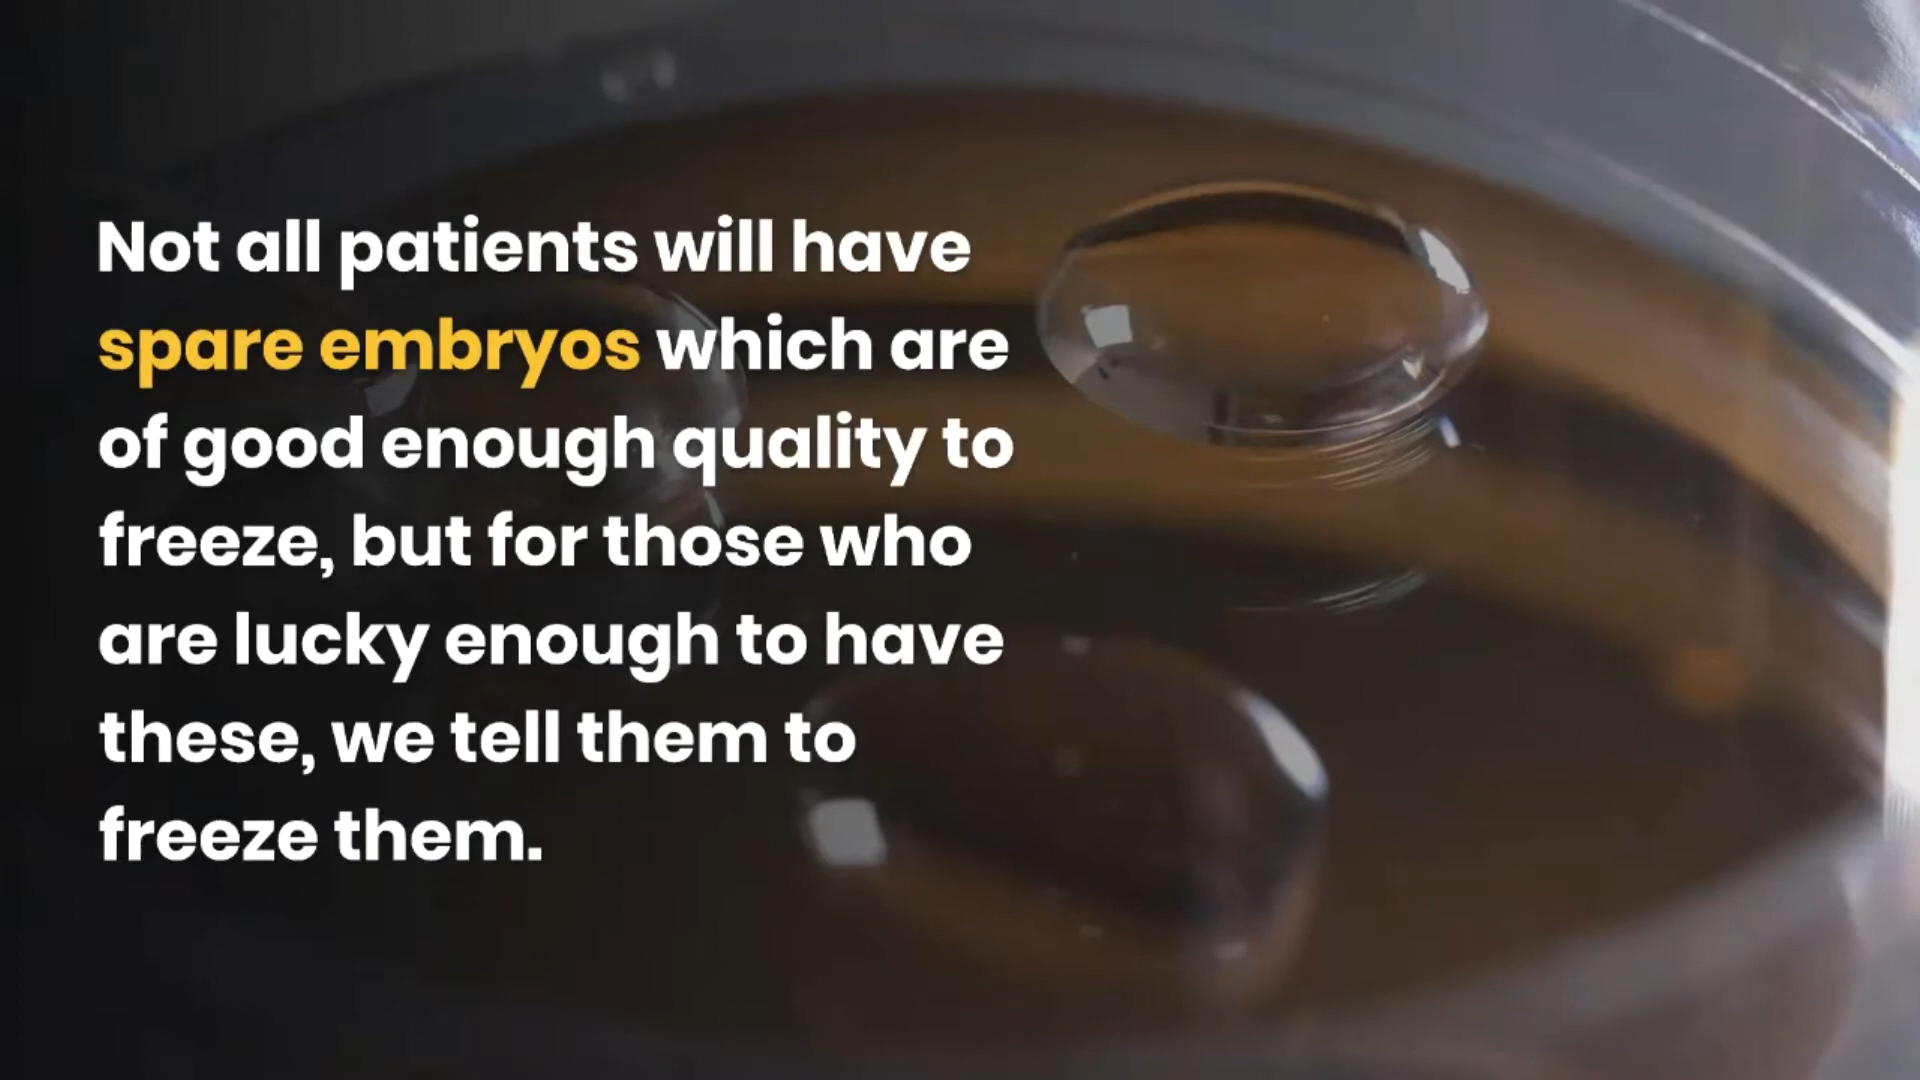 Not all patients will have
spare embryos which are
of good enough quality to
freeze, but for those who
are lucky enough to have
these, we tell them to
freeze them.